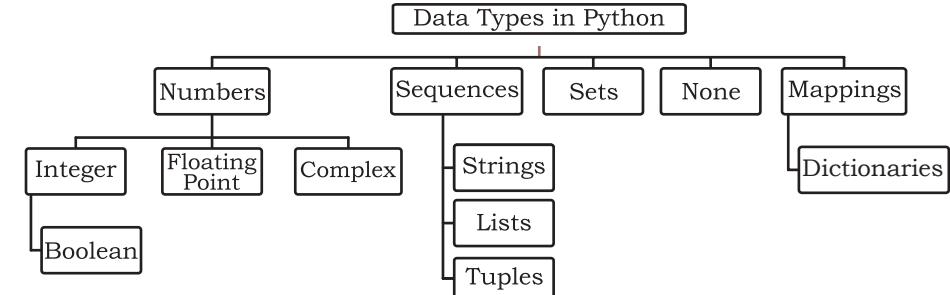 Data Types in Python
Numbers
Sequences
Sets
None
Mappings
Integer
Floating
Point
Complex
Strings
Dictionaries
Lists
Boolean
Tuples